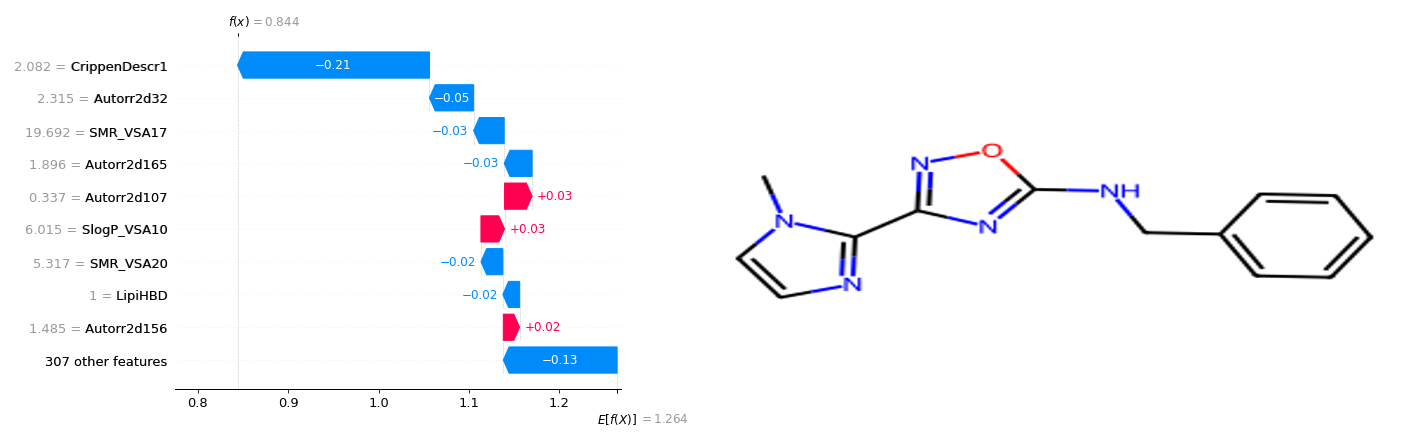 f(x) = 0.844
2.082 = CrippenDescr1
−0.21
2.315 = Autorr2d32
−0.05
19.692 = SMR_VSA17
−0.03
1.896 = Autorr2d165
−0.03
0.337 = Autorr2d107
+0.03
6.015 = SlogP_VSA10
+0.03
5.317 = SMR_VSA20
−0.02
1 = LipiHBD
−0.02
1.485 = Autorr2d156
+0.02
307 other features
−0.13
0.8 0.9 1.0 1.1 1.2
E[f(X)] = 1.264
O
N
NH
N
N
N